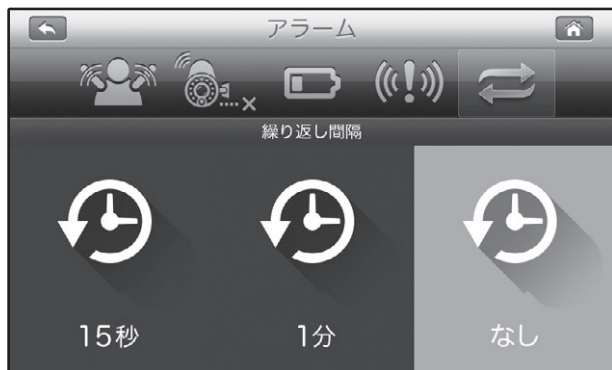 アラーム
繰り返し間隔
15秒
1分
なし